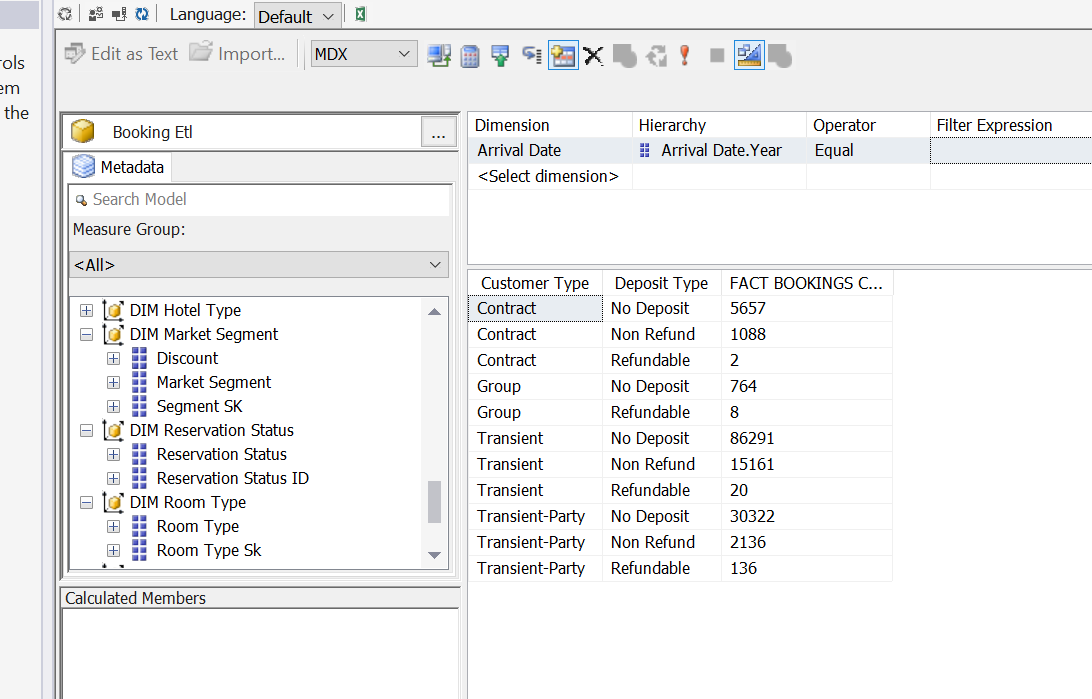 Language: Default
rols
em
the
Edit as Text Import... MDX
Booking Etl ...
Metadata
Search Model
Measure Group:
<All>
DIM Hotel Type
DIM Market Segment
Discount
Market Segment
Segment SK
DIM Reservation Status
Reservation Status
Reservation Status ID
DIM Room Type
Room Type
Room Type Sk
Calculated Members
Dimension Hierarchy Operator Filter Expression
Arrival Date Arrival Date.Year Equal
<Select dimension>
Customer Type Deposit Type FACT BOOKINGS C...
Contract No Deposit 5657
Contract Non Refund 1088
Contract Refundable 2
Group No Deposit 764
Group Refundable 8
Transient No Deposit 86291
Transient Non Refund 15161
Transient Refundable 20
Transient-Party No Deposit 30322
Transient-Party Non Refund 2136
Transient-Party Refundable 136